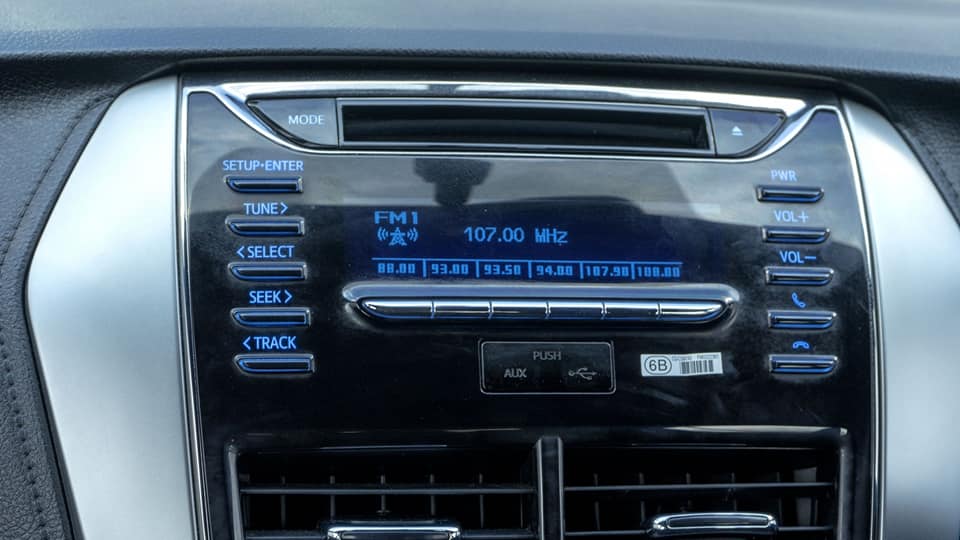 MODE
SETUP•ENTER
TUNE>
<SELECT
SEEK>
<TRACK
PWR
VOL+
VOL−
FM1
107.00 MHz
88.00 93.00 93.50 94.00 107.90 108.00
PUSH
AUX
6B